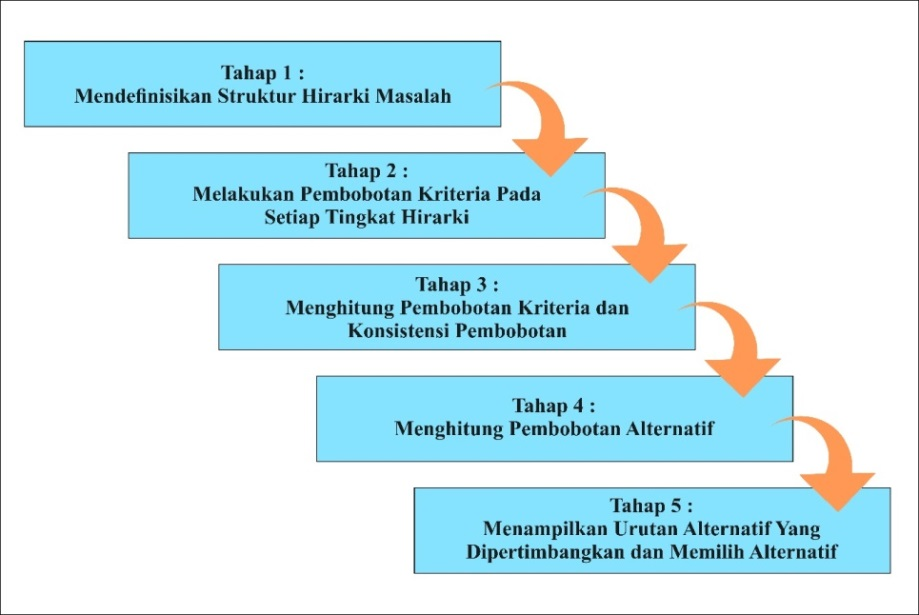 Tahap 1 :
Mendefinisikan Struktur Hirarki Masalah
Tahap 2 :
Melakukan Pembobotan Kriteria Pada
Setiap Tingkat Hirarki
Tahap 3 :
Menghitung Pembobotan Kriteria dan
Konsistensi Pembobotan
Tahap 4 :
Menghitung Pembobotan Alternatif
Tahap 5 :
Menampilkan Urutan Alternatif Yang
Dipertimbangkan dan Memilih Alternatif